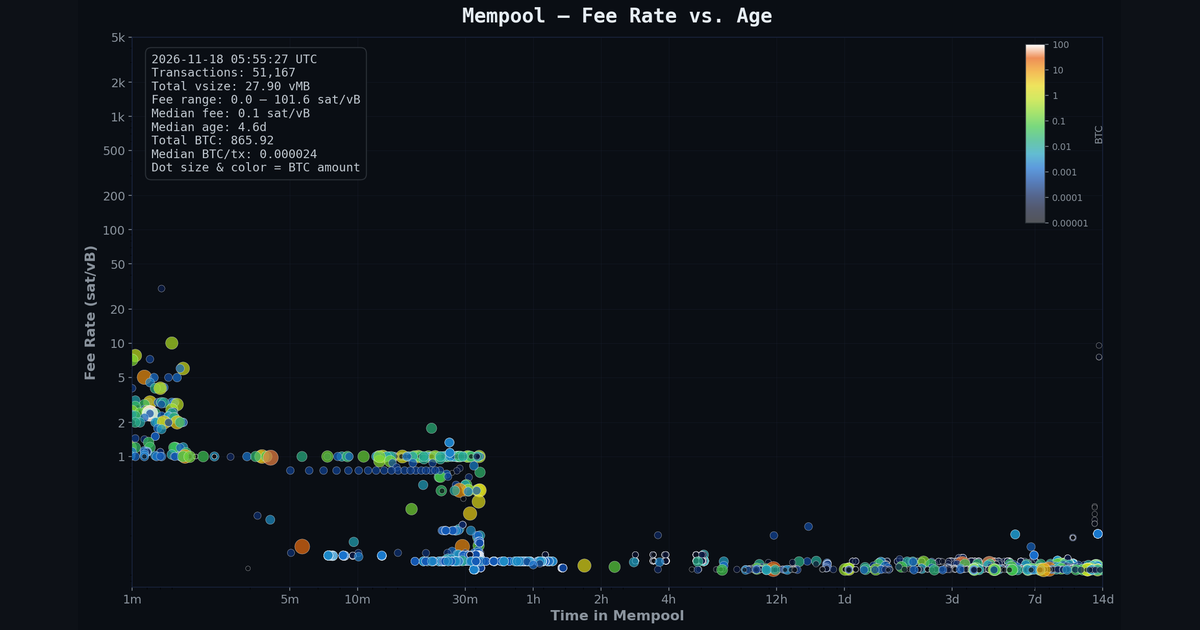 Mempool — Fee Rate vs. Age
2026-11-18 05:55:27 UTC
Transactions: 51,167
Total vsize: 27.90 vMB
Fee range: 0.0 – 101.6 sat/vB
Median fee: 0.1 sat/vB
Median age: 4.6d
Total BTC: 865.92
Median BTC/tx: 0.000024
Dot size & color = BTC amount
5k
2k
1k
500
200
100
50
20
10
5
2
1
Fee Rate (sat/vB)
100
10
1
0.1
0.01
0.001
0.0001
0.00001
BTC
1m
5m
10m
30m
1h
2h
4h
12h
1d
3d
7d
14d
Time in Mempool